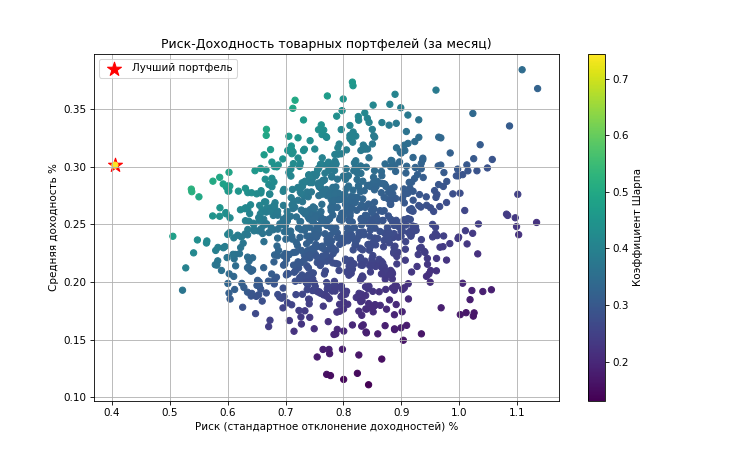 Риск-Доходность товарных портфелей (за месяц)
Лучший портфель
Средняя доходность %
0.35
0.30
0.25
0.20
0.15
0.10
0.4 0.5 0.6 0.7 0.8 0.9 1.0 1.1
Риск (стандартное отклонение доходностей) %
0.7
0.6
0.5
0.4
0.3
0.2
Коэффициент Шарпа